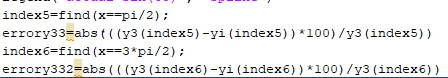 index5=find(x==pi/2);
errory33=abs(((y3(index5)-yi(index5))*100)/y3(index5))
index6=find(x==3*pi/2);
errory332=abs(((y3(index6)-yi(index6))*100)/y3(index6))